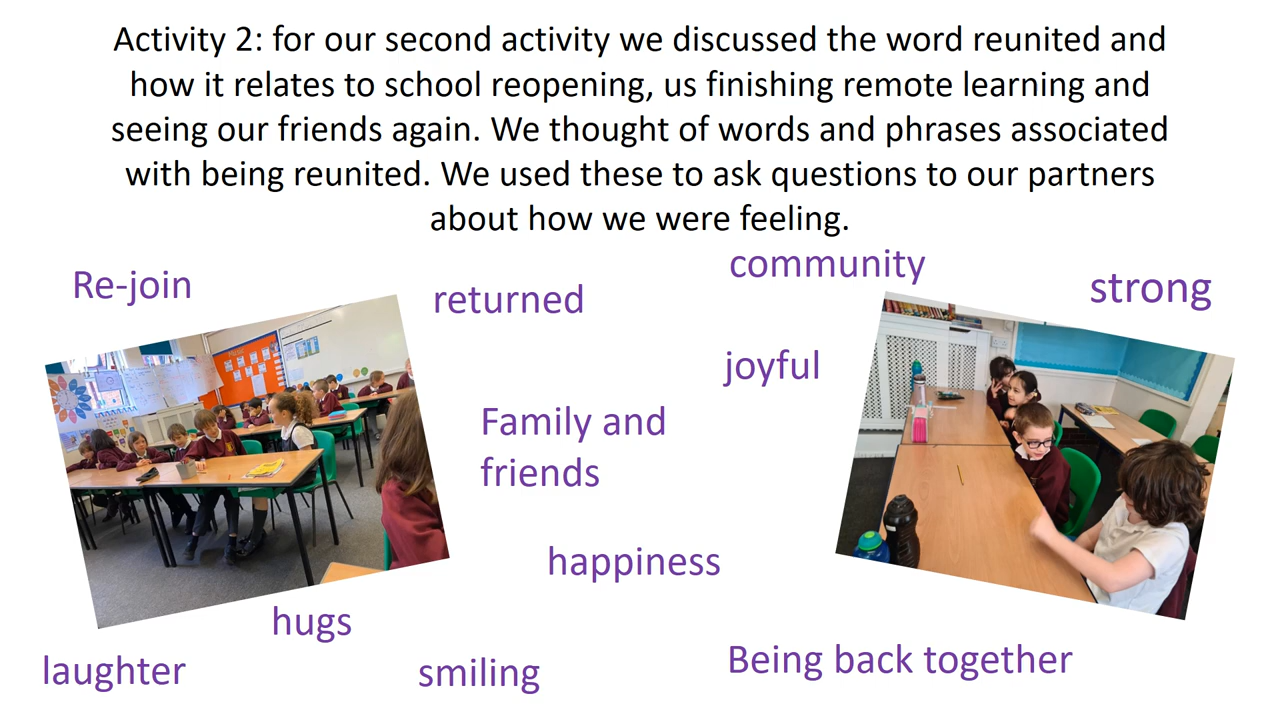 Activity 2: for our second activity we discussed the word reunited and
how it relates to school reopening, us finishing remote learning and
seeing our friends again. We thought of words and phrases associated
with being reunited. We used these to ask questions to our partners
about how we were feeling.
community
Re-join
returned
strong
joyful
Family and
friends
happiness
hugs
laughter
smiling
Being back together